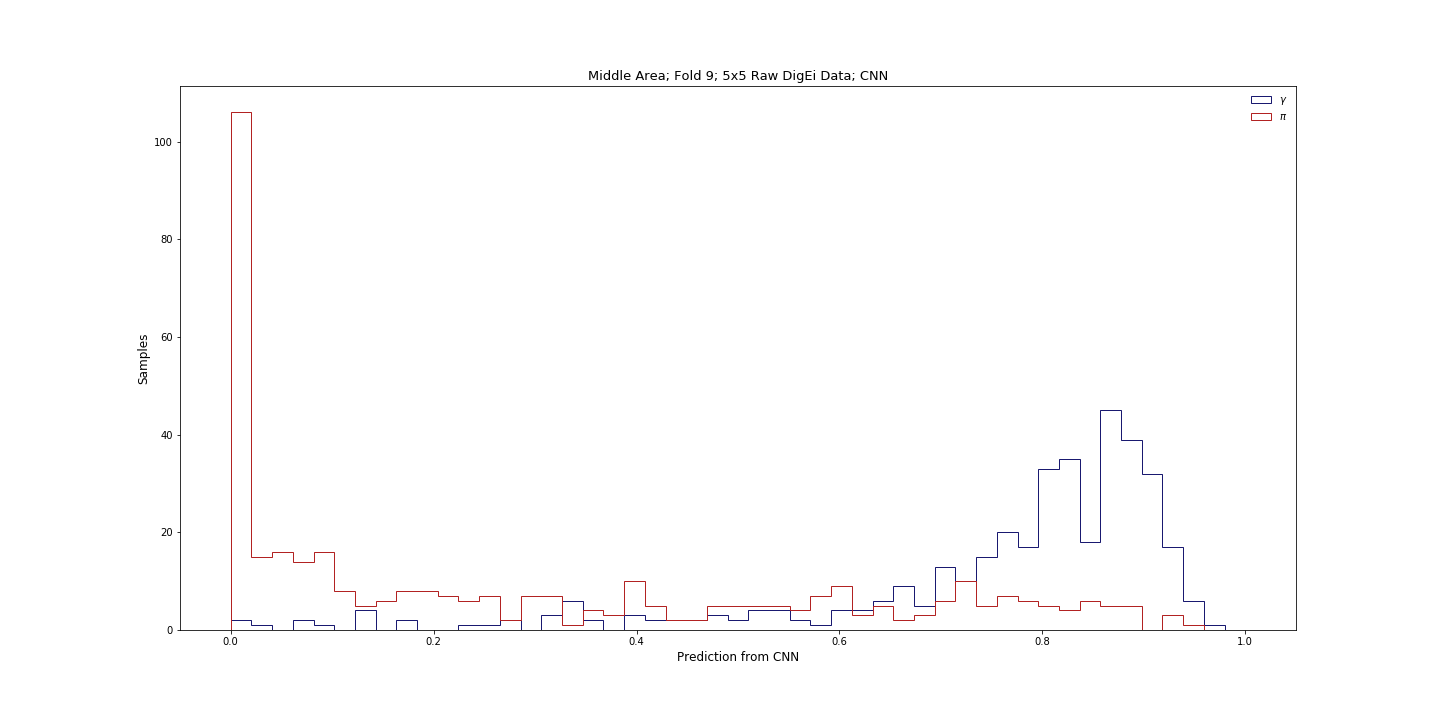 Middle Area; Fold 9; 5x5 Raw DigEi Data; CNN
γ
π
100
80
60
40
20
0
Samples
0.0 0.2 0.4 0.6 0.8 1.0
Prediction from CNN